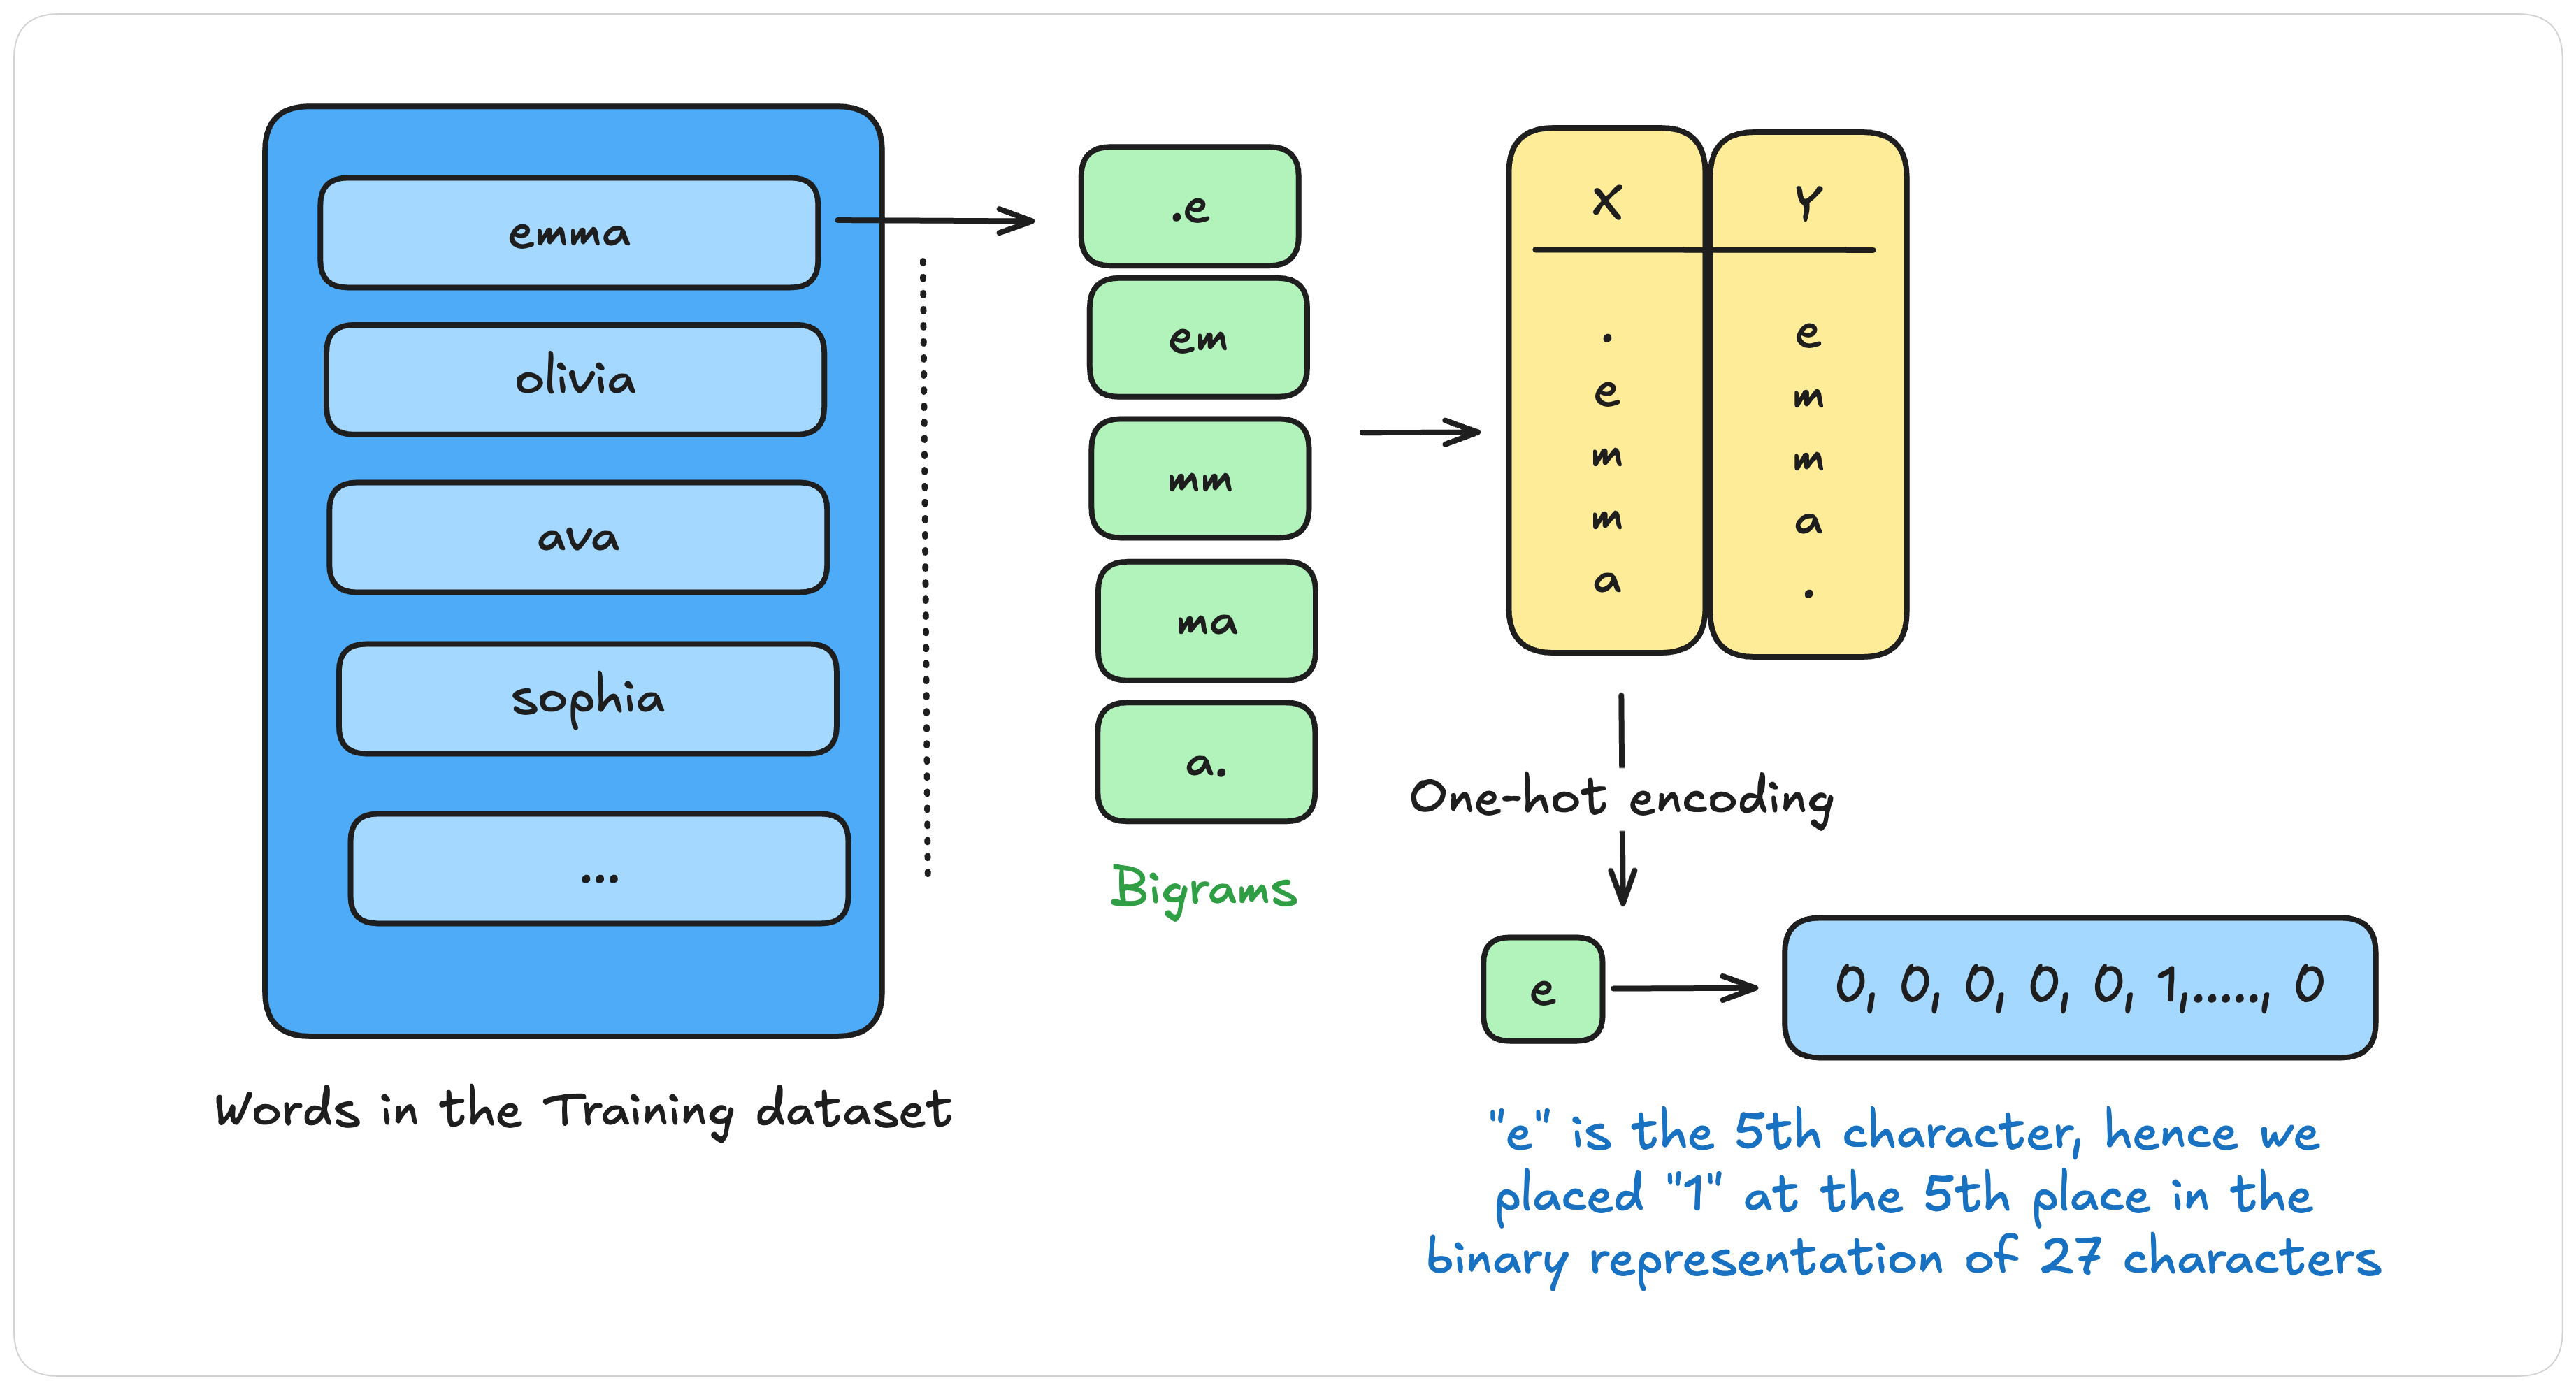 emma
olivia
ava
sophia
...
Words in the Training dataset
.e
em
mm
ma
a.
Bigrams
X Y
. e
e m
m m
m a
a .
One-hot encoding
e
0, 0, 0, 0, 0, 1,....., 0
"e" is the 5th character, hence we
placed "1" at the 5th place in the
binary representation of 27 characters